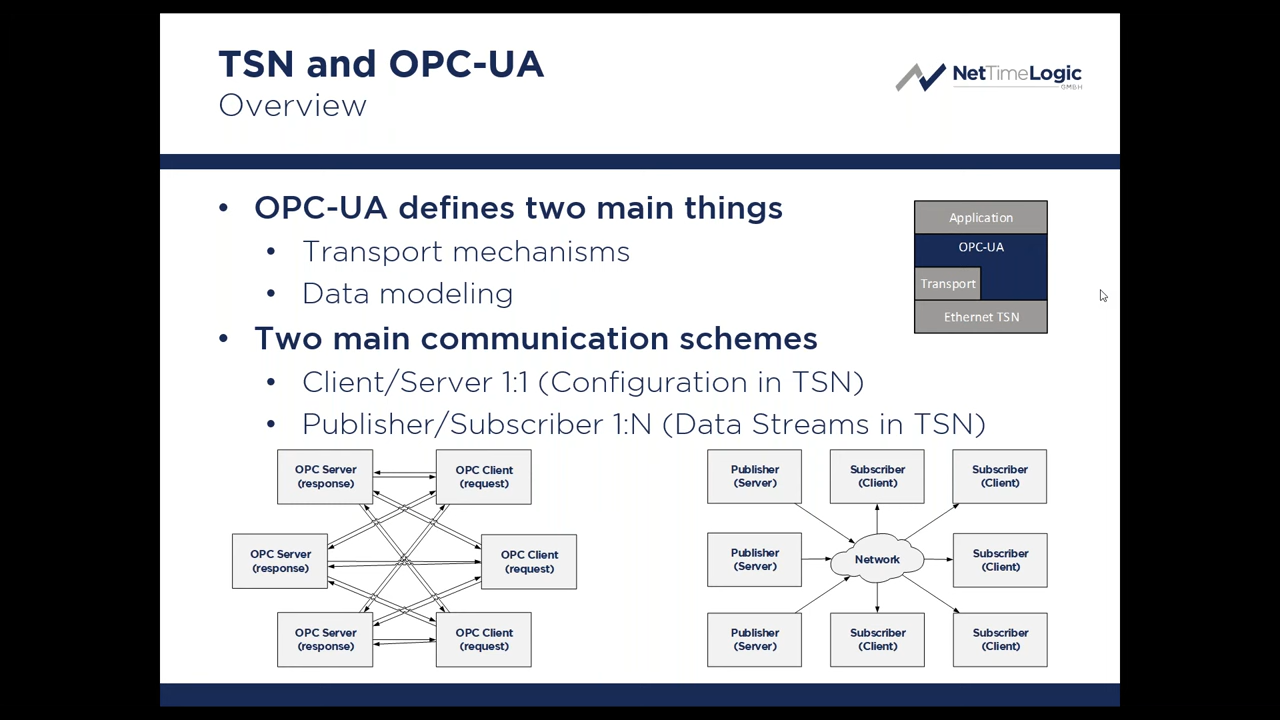 TSN and OPC-UA
Overview
NetTimeLogic
GMBH
• OPC-UA defines two main things
• Transport mechanisms
• Data modeling
• Two main communication schemes
• Client/Server 1:1 (Configuration in TSN)
• Publisher/Subscriber 1:N (Data Streams in TSN)
Application
OPC-UA
Transport
Ethernet TSN
OPC Server
(response)
OPC Client
(request)
OPC Server
(response)
OPC Client
(request)
OPC Server
(response)
OPC Client
(request)
Publisher
(Server)
Subscriber
(Client)
Subscriber
(Client)
Publisher
(Server)
Network
Subscriber
(Client)
Publisher
(Server)
Subscriber
(Client)
Subscriber
(Client)